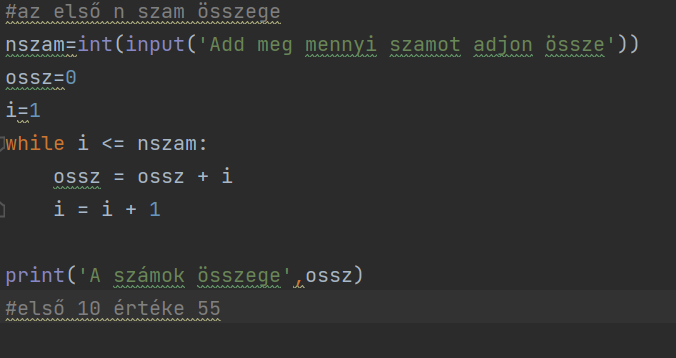 #az első n szam összege
nszam=int(input('Add meg mennyi szamot adjon össze'))
ossz=0
i=1
while i <= nszam:
    ossz = ossz + i
    i = i + 1
print('A számok összege',ossz)
#első 10 értéke 55